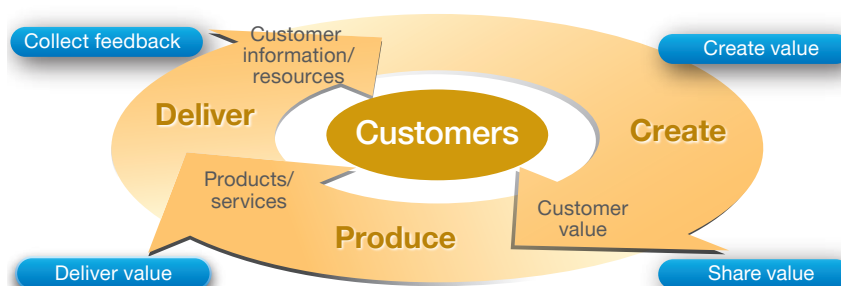 Collect feedback
Customer
information/
resources
Create value
Deliver
Customers
Create
Products/
services
Customer
value
Produce
Deliver value
Share value